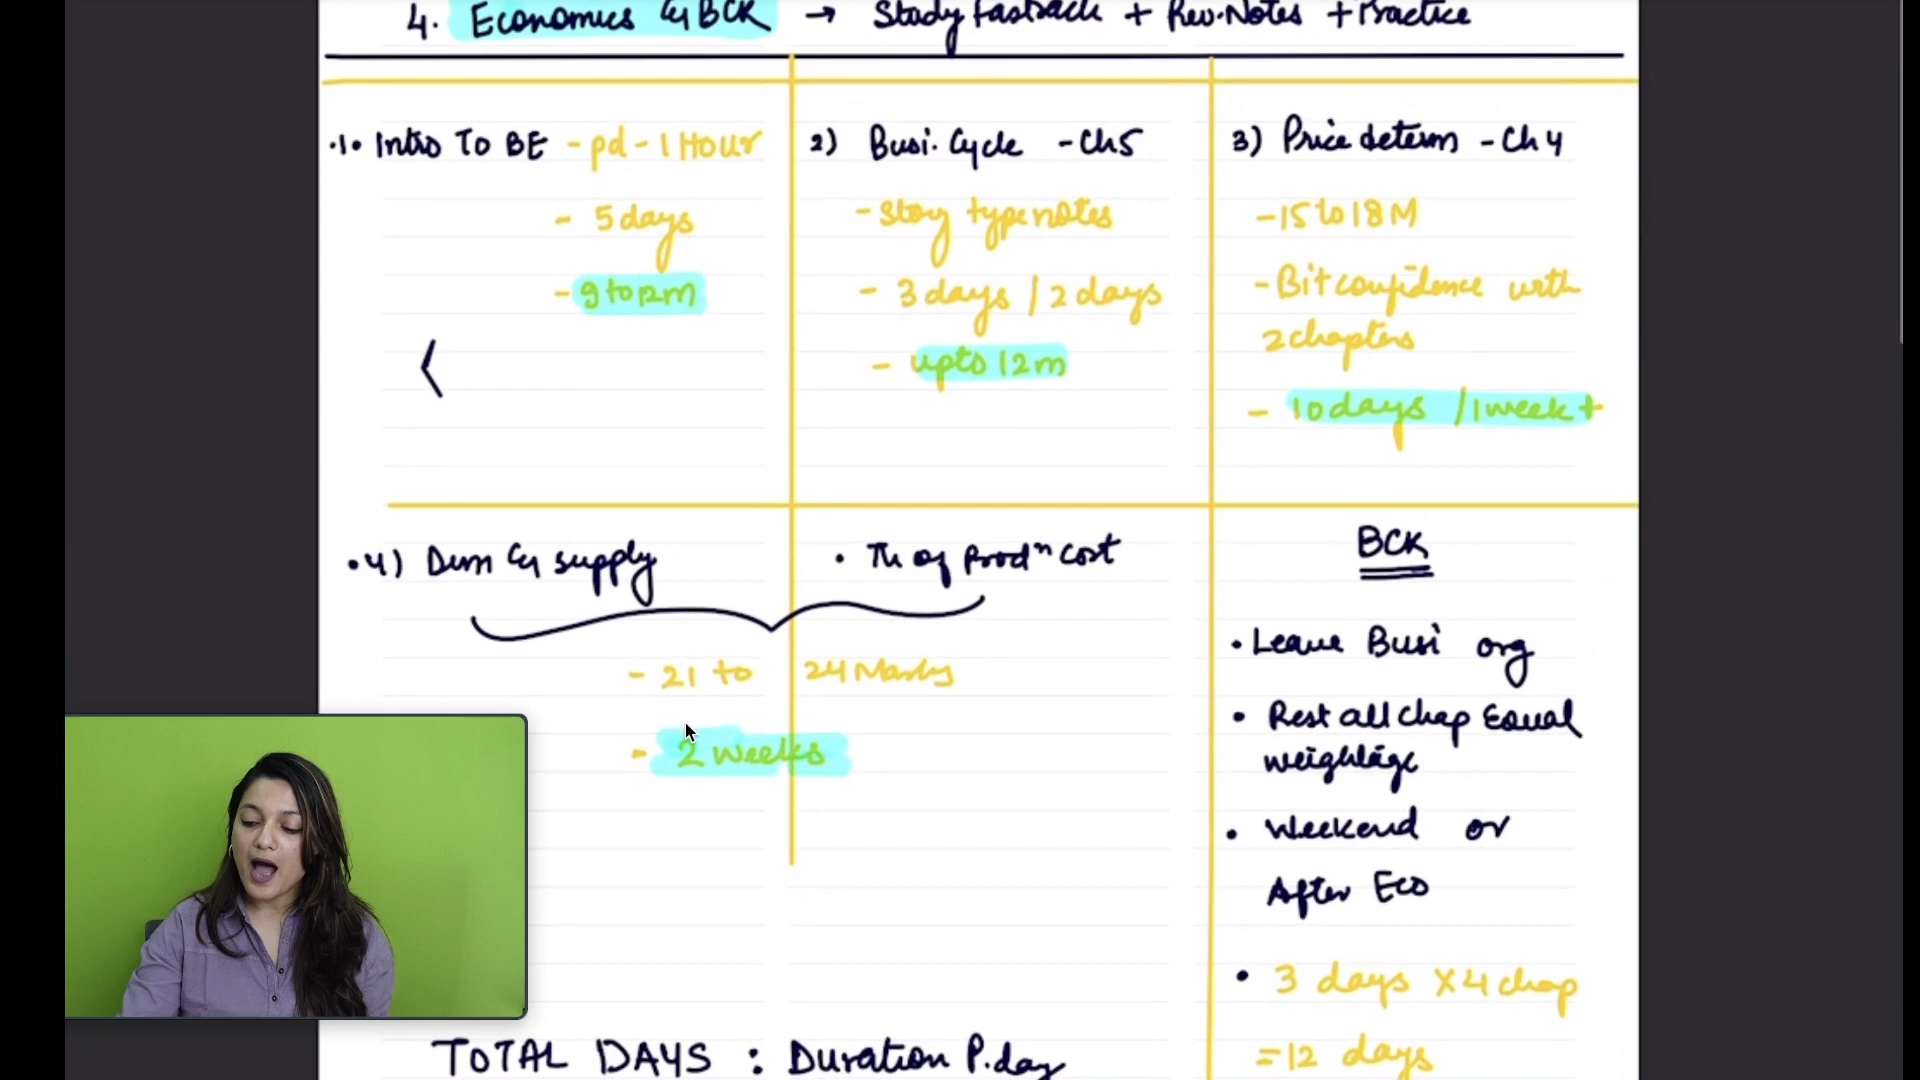 4. Economics & BCK → Study Fastrack + Rev.Notes + Practice
.1. Intro To BE - pd - 1 Hour
- 5 days
- 9 to 12m
2) Busi. Cycle - Ch5
- Story type notes
- 3 days / 2 days
- upto 12m
3) Price determ - Ch 4
- 15 to 18 M
- Bit confidence with
2 chapters
- 10 days / 1 week +
•4) Dem & supply
• Th of Prodⁿ Cost
- 21 to 24 Marks
- 2 weeks
BCK
• Leave Busi org
• Rest all chap Equal
weightage
• Weekend or
After Eco
• 3 days X 4 chap
= 12 days
TOTAL DAYS : Duration P.day